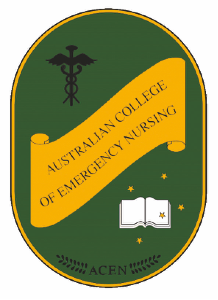 AUSTRALIAN COLLEGE
OF EMERGENCY NURSING
ACEN